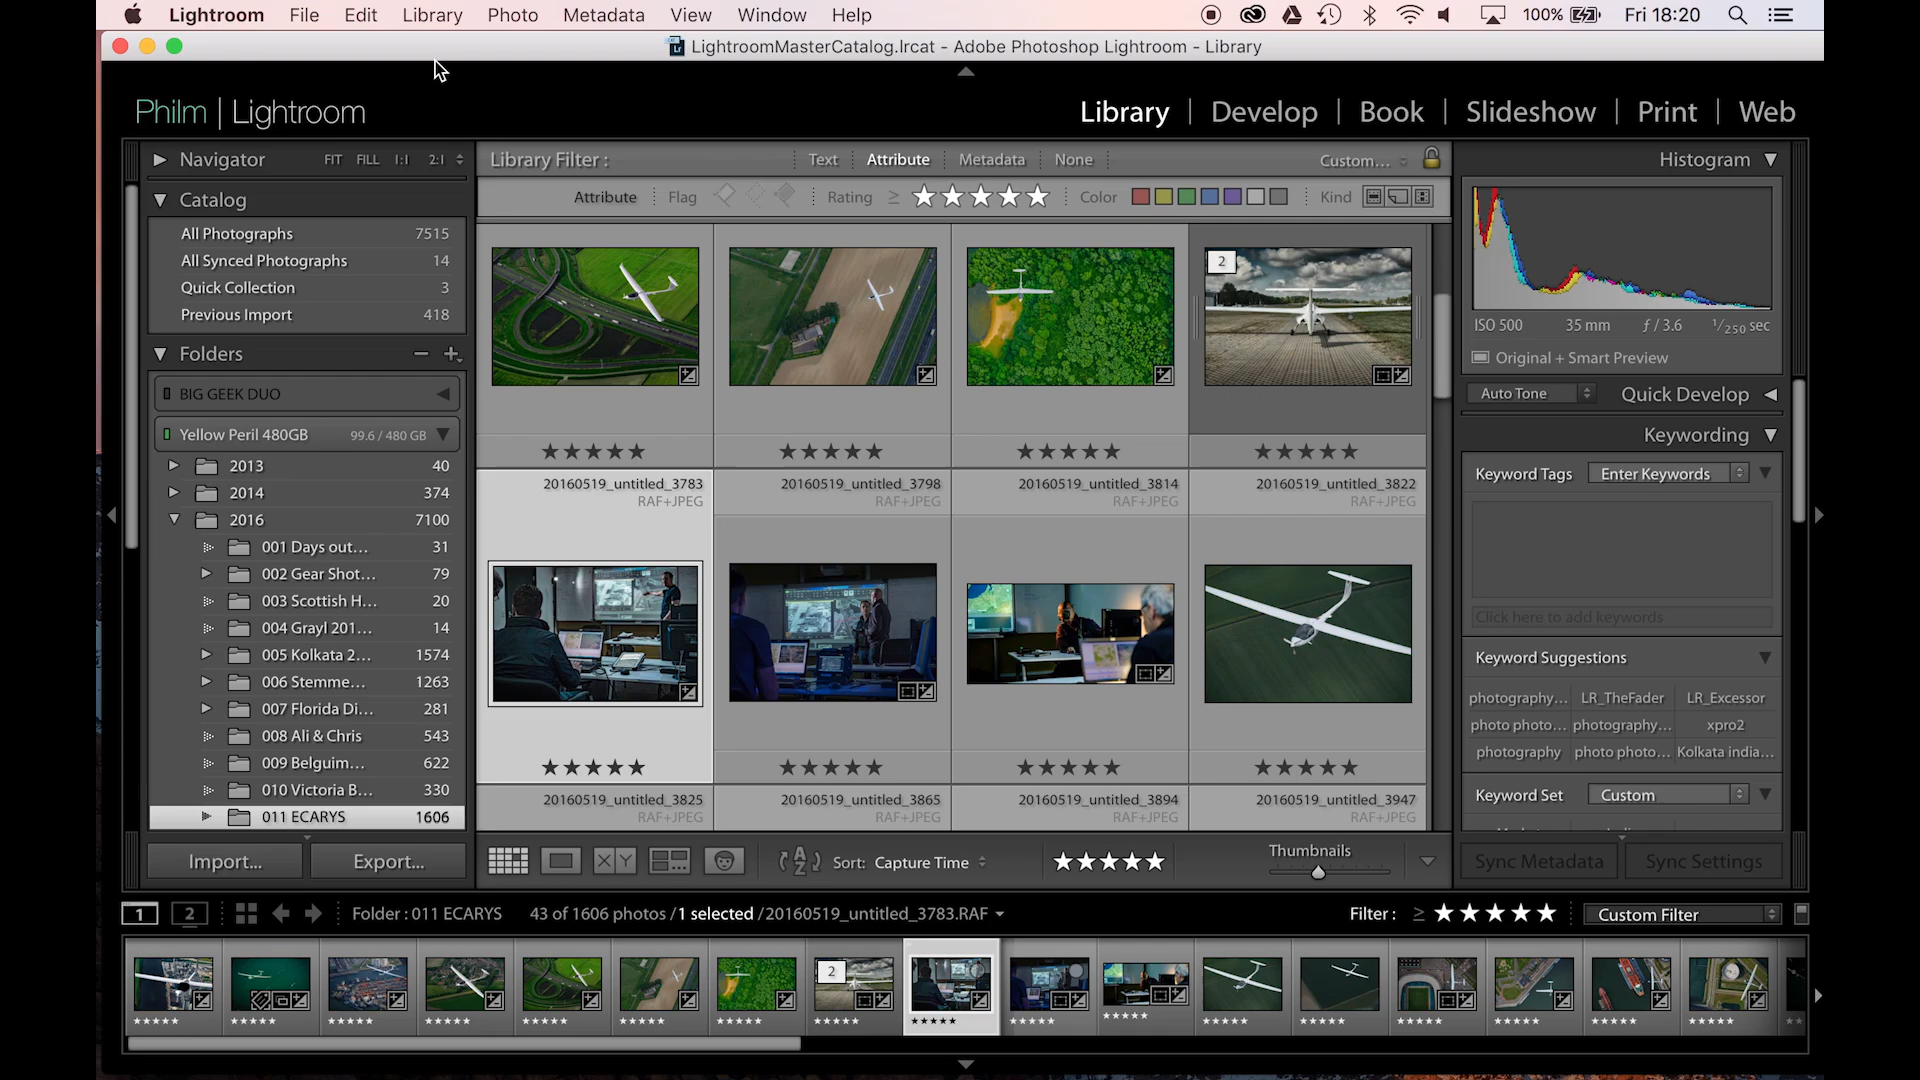 Lightroom File Edit Library Photo Metadata View Window Help 100% Fri 18:20
LightroomMasterCatalog.lrcat - Adobe Photoshop Lightroom - Library
Philm | Lightroom
Library | Develop | Book | Slideshow | Print | Web
Navigator FIT FILL 1:1 2:1
Catalog
All Photographs 7515
All Synced Photographs 14
Quick Collection 3
Previous Import 418
Folders
BIG GEEK DUO
Yellow Peril 480GB 99.6 / 480 GB
2013 40
2014 374
2016 7100
001 Days out... 31
002 Gear Shot... 79
003 Scottish H... 20
004 Grayl 201... 14
005 Kolkata 2... 1574
006 Stemme... 1263
007 Florida Di... 281
008 Ali & Chris 543
009 Belguim... 622
010 Victoria B... 330
011 ECARYS 1606
Import... Export...
Library Filter : Text Attribute Metadata None Custom...
Attribute Flag Rating ≥ ★★★★★ Color Kind
2
★★★★★ ★★★★★ ★★★★★ ★★★★★
20160519_untitled_3783 20160519_untitled_3798 20160519_untitled_3814 20160519_untitled_3822
RAF+JPEG RAF+JPEG RAF+JPEG RAF+JPEG
★★★★★ ★★★★★ ★★★★★ ★★★★★
20160519_untitled_3825 20160519_untitled_3865 20160519_untitled_3894 20160519_untitled_3947
RAF+JPEG RAF+JPEG RAF+JPEG RAF+JPEG
XY Sort: Capture Time ★★★★★ Thumbnails
Histogram
ISO 500 35 mm ƒ / 3.6 1/250 sec
Original + Smart Preview
Auto Tone Quick Develop
Keywording
Keyword Tags Enter Keywords
Click here to add keywords
Keyword Suggestions
photography... LR_TheFader LR_Excessor
photo photo... photography... xpro2
photography photo photo... Kolkata india...
Keyword Set Custom
Sync Metadata Sync Settings
1 2 Folder : 011 ECARYS 43 of 1606 photos / 1 selected / 20160519_untitled_3783.RAF Filter : ≥ ★★★★★ Custom Filter
2